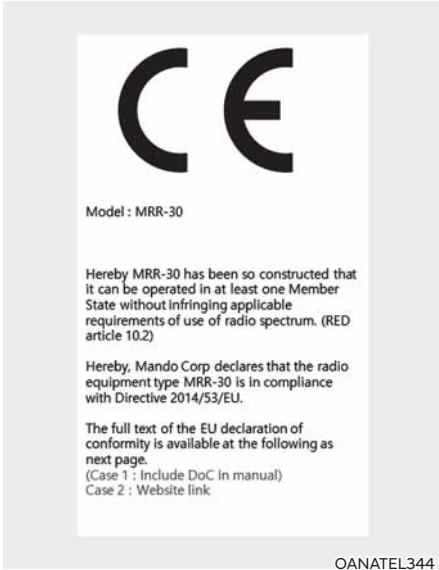 CE
Model : MRR-30
Hereby MRR-30 has been so constructed that
it can be operated in at least one Member
State without infringing applicable
requirements of use of radio spectrum. (RED
article 10.2)
Hereby, Mando Corp declares that the radio
equipment type MRR-30 is in compliance
with Directive 2014/53/EU.
The full text of the EU declaration of
conformity is available at the following as
next page.
(Case 1 : Include DoC in manual)
Case 2 : Website link
OANATEL344